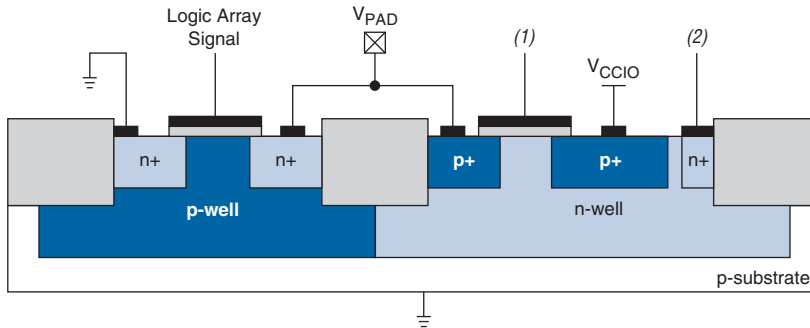 Logic Array
Signal
VPAD
(1)
VCCIO
(2)
n+
n+
p+
p+
n+
p-well
n-well
p-substrate